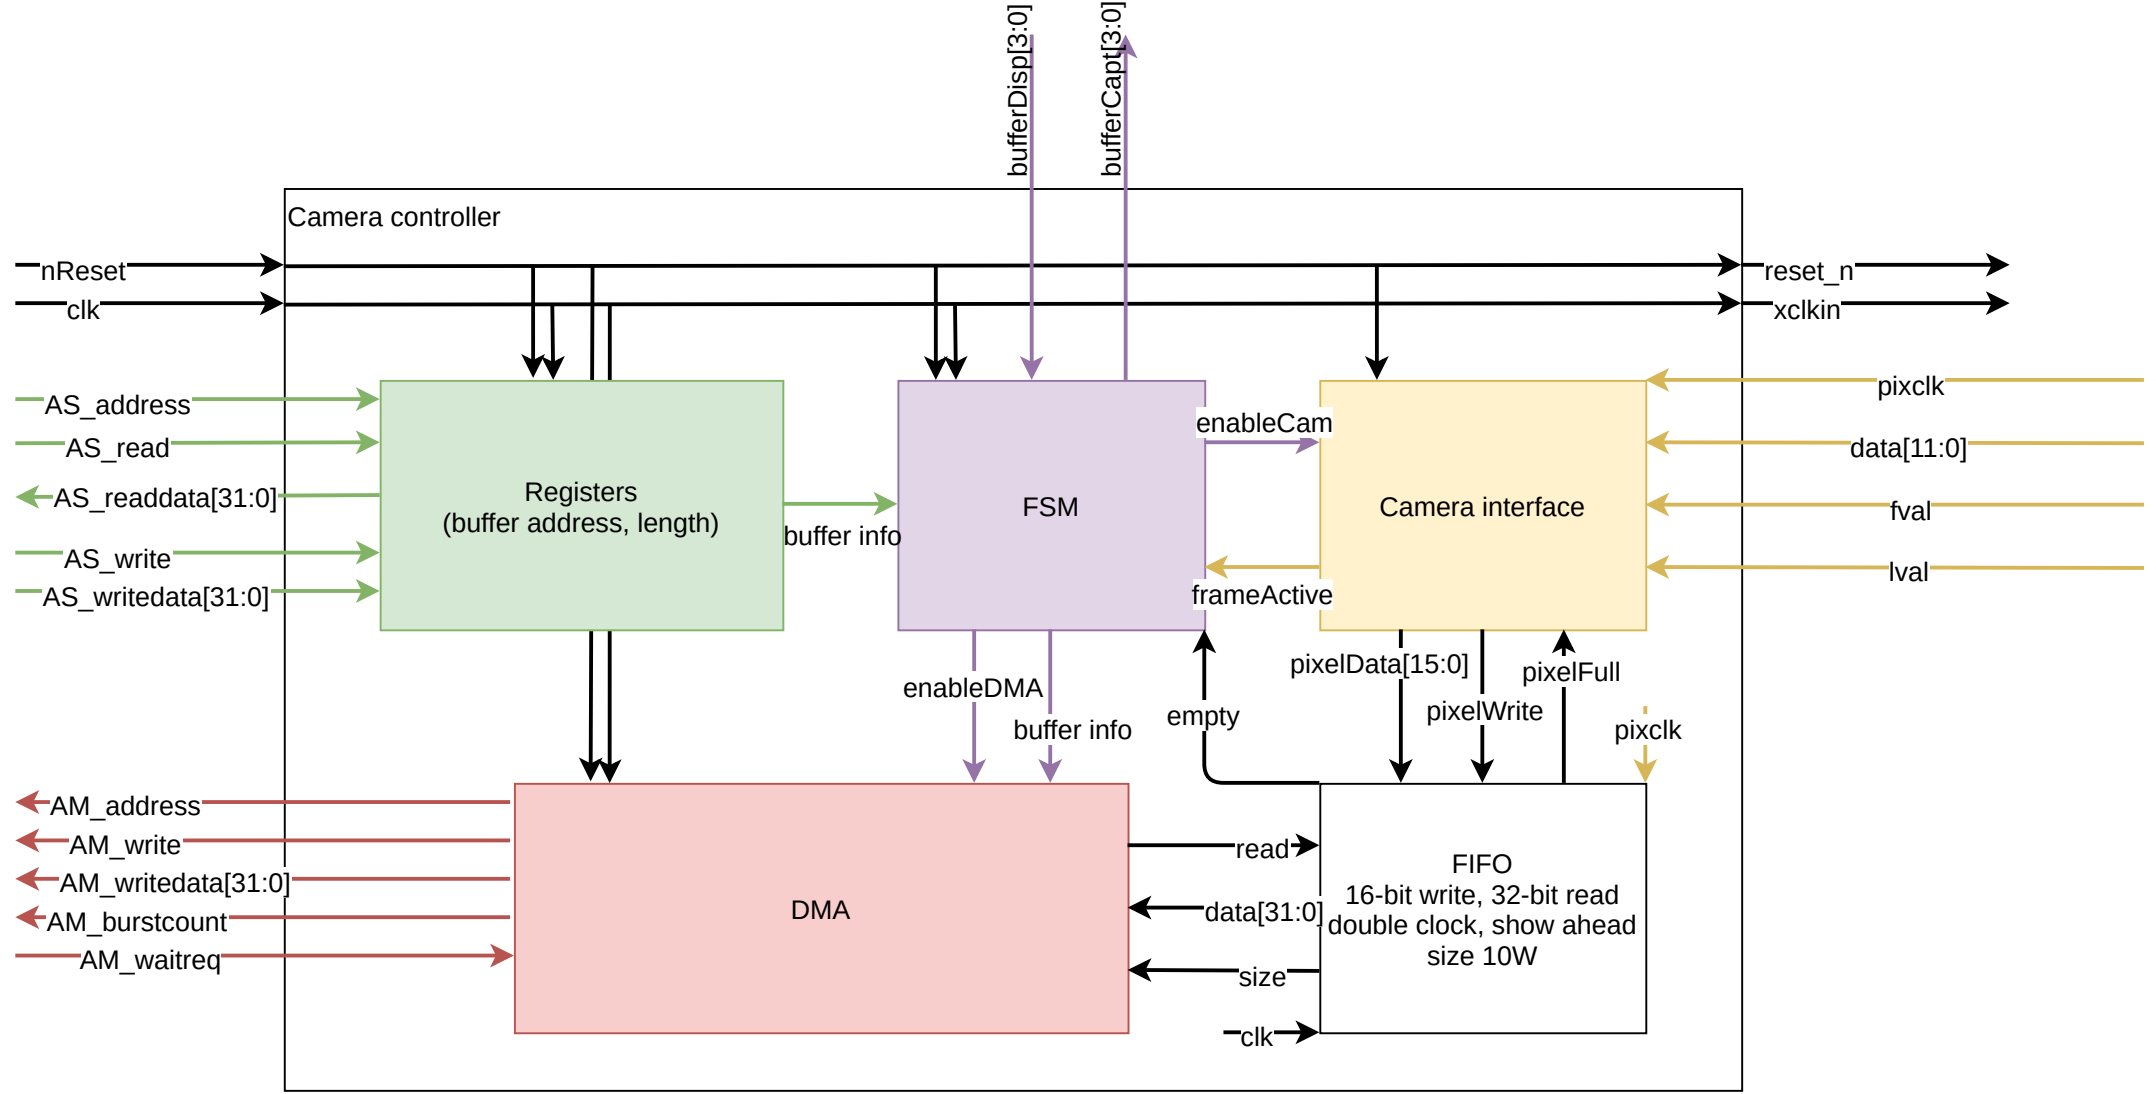 bufferDisp[3:0]
bufferCapt[3:0]
Camera controller
nReset
reset_n
clk
xclkin
AS_address
AS_read
AS_readdata[31:0]
AS_write
AS_writedata[31:0]
Registers
(buffer address, length)
buffer info
FSM
enableCam
frameActive
Camera interface
pixclk
data[11:0]
fval
lval
enableDMA
buffer info
empty
pixelData[15:0]
pixelWrite
pixelFull
pixclk
AM_address
AM_write
AM_writedata[31:0]
AM_burstcount
AM_waitreq
DMA
read
data[31:0]
size
clk
FIFO
16-bit write, 32-bit read
double clock, show ahead
size 10W